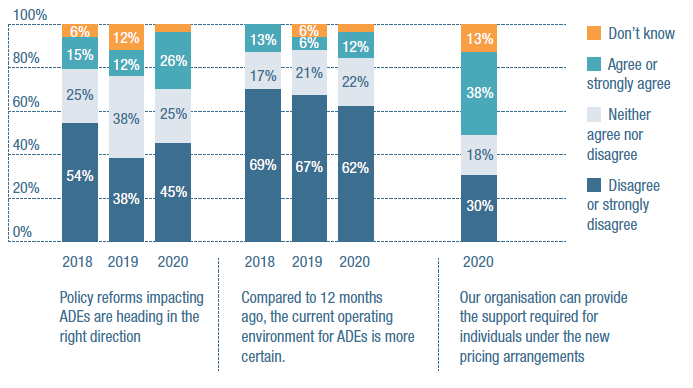 100%
80%
60%
40%
20%
0%
6%
15%
25%
54%
12%
12%
38%
38%
26%
25%
45%
13%
17%
69%
6%
6%
21%
67%
12%
22%
62%
13%
38%
18%
30%
2018 2019 2020
2018 2019 2020
2020
Policy reforms impacting
ADEs are heading in the
right direction
Compared to 12 months
ago, the current operating
environment for ADEs is more
certain.
Our organisation can provide
the support required for
individuals under the new
pricing arrangements
Don't know
Agree or
strongly agree
Neither
agree nor
disagree
Disagree
or strongly
disagree